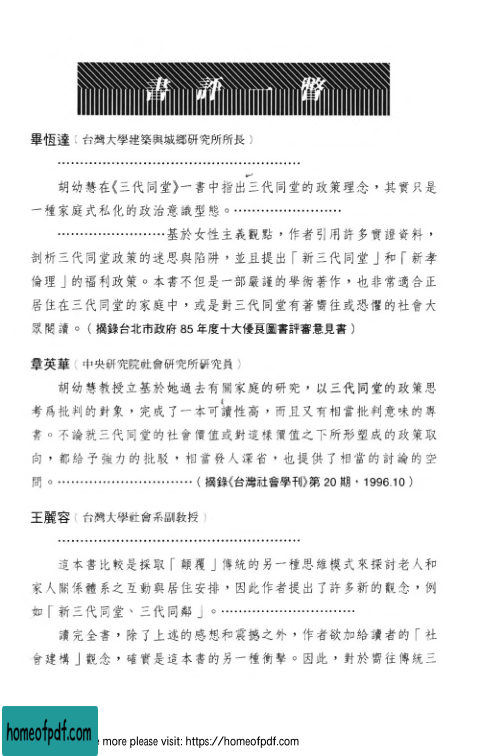 書評一瞥
畢恆達﹝台灣大學建築與城鄉研究所所長﹞
………………………………………………
胡幼慧在《三代同堂》一書中指出三代同堂的政策理念，其實只是
一種家庭式私化的政治意識型態。……………………
……………………基於女性主義觀點，作者引用許多實證資料，
剖析三代同堂政策的迷思與陷阱，並且提出「新三代同堂」和「新孝
倫理」的福利政策。本書不但是一部嚴謹的學術著作，也非常適合正
居住在三代同堂的家庭中，或是對三代同堂有著嚮往或恐懼的社會大
眾閱讀。（摘錄台北市政府 85 年度十大優良圖書評審意見書）
章英華﹝中央研究院社會研究所研究員﹞
胡幼慧教授立基於她過去有關家庭的研究，以三代同堂的政策思
考爲批判的對象，完成了一本可讀性高，而且又有相當批判意味的專
書。不論就三代同堂的社會價值或對這樣價值之下所形塑成的政策取
向，都給予強力的批駁，相當發人深省，也提供了相當的討論的空
間。…………………………（摘錄《台灣社會學刊》第 20 期，1996.10）
王麗容﹝台灣大學社會系副教授﹞
………………………………………………
這本書比較是採取「顛覆」傳統的另一種思維模式來探討老人和
家人關係體系之互動與居住安排，因此作者提出了許多新的觀念，例
如「新三代同堂、三代同鄰」。…………………………
讀完全書，除了上述的感想和震撼之外，作者欲加給讀者的「社
會建構」觀念，確實是這本書的另一種衝擊。因此，對於嚮往傳統三
homeofpdf.com
e more please visit: https://homeofpdf.com